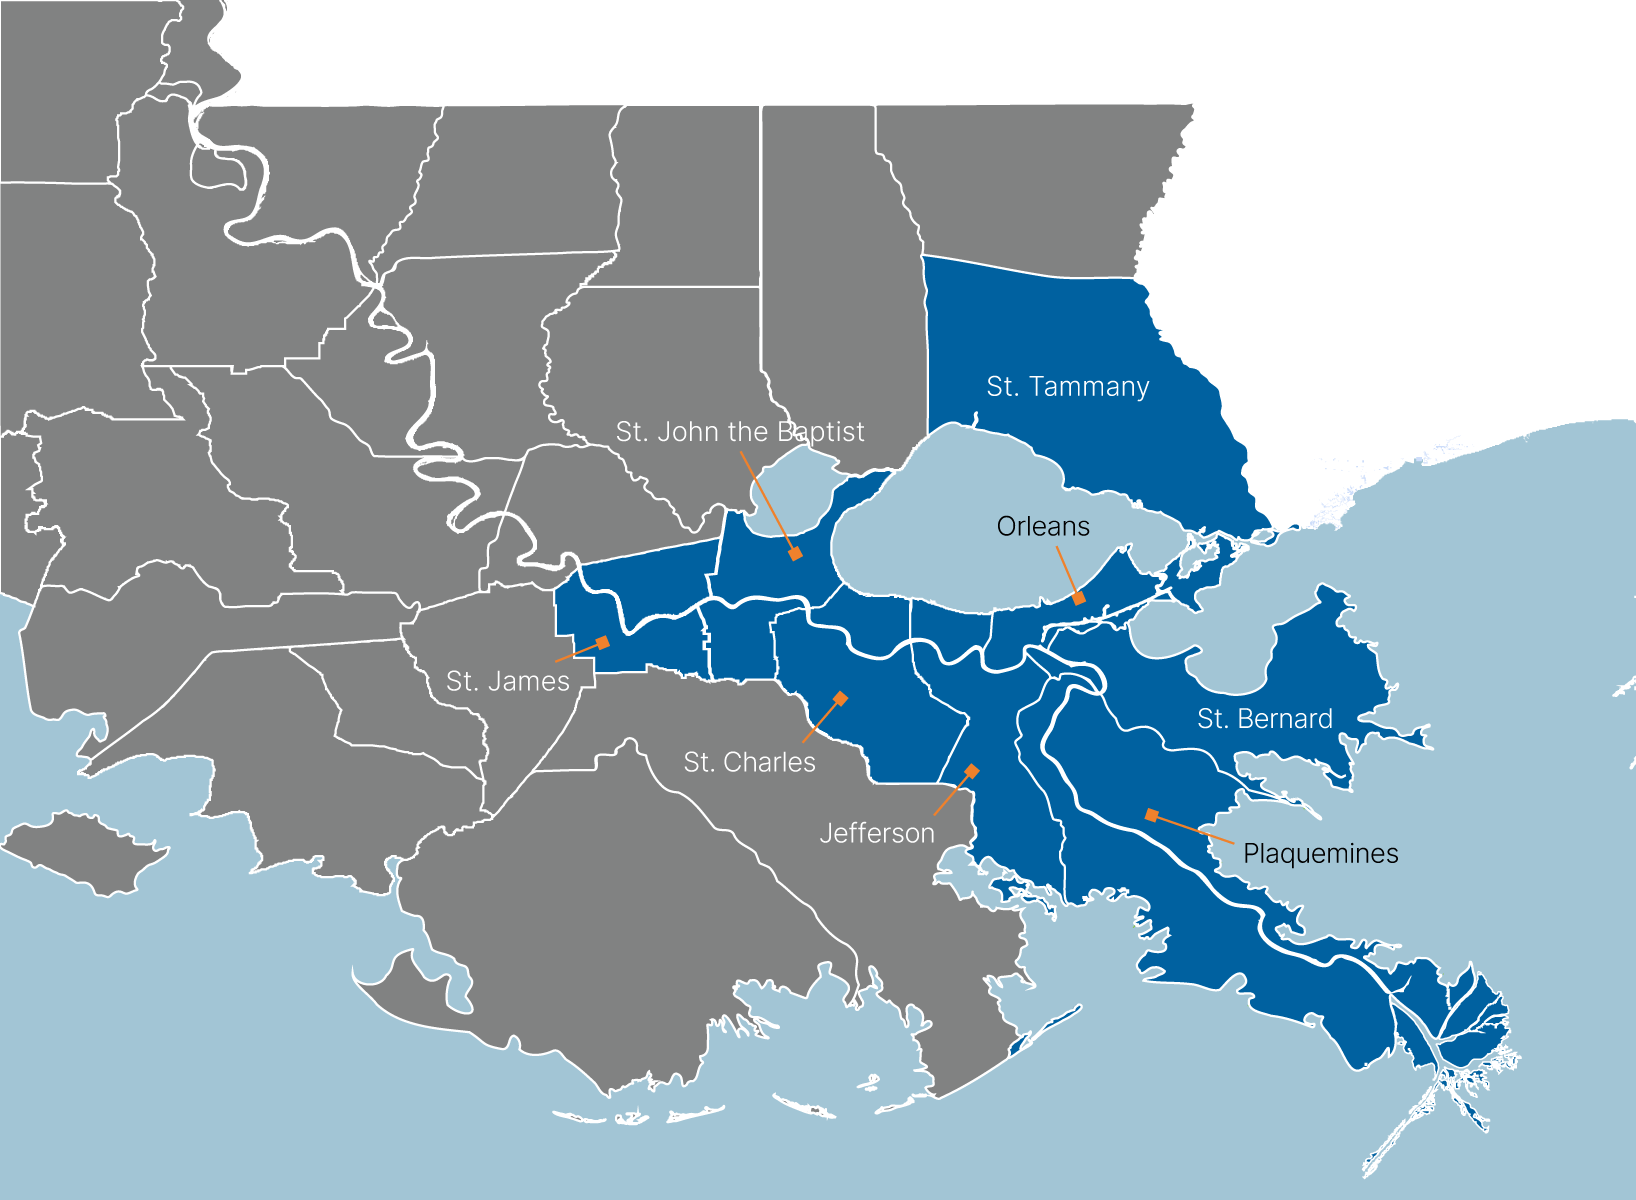 St. Tammany
St. John the Baptist
Orleans
St. James
St. Bernard
St. Charles
Jefferson
Plaquemines